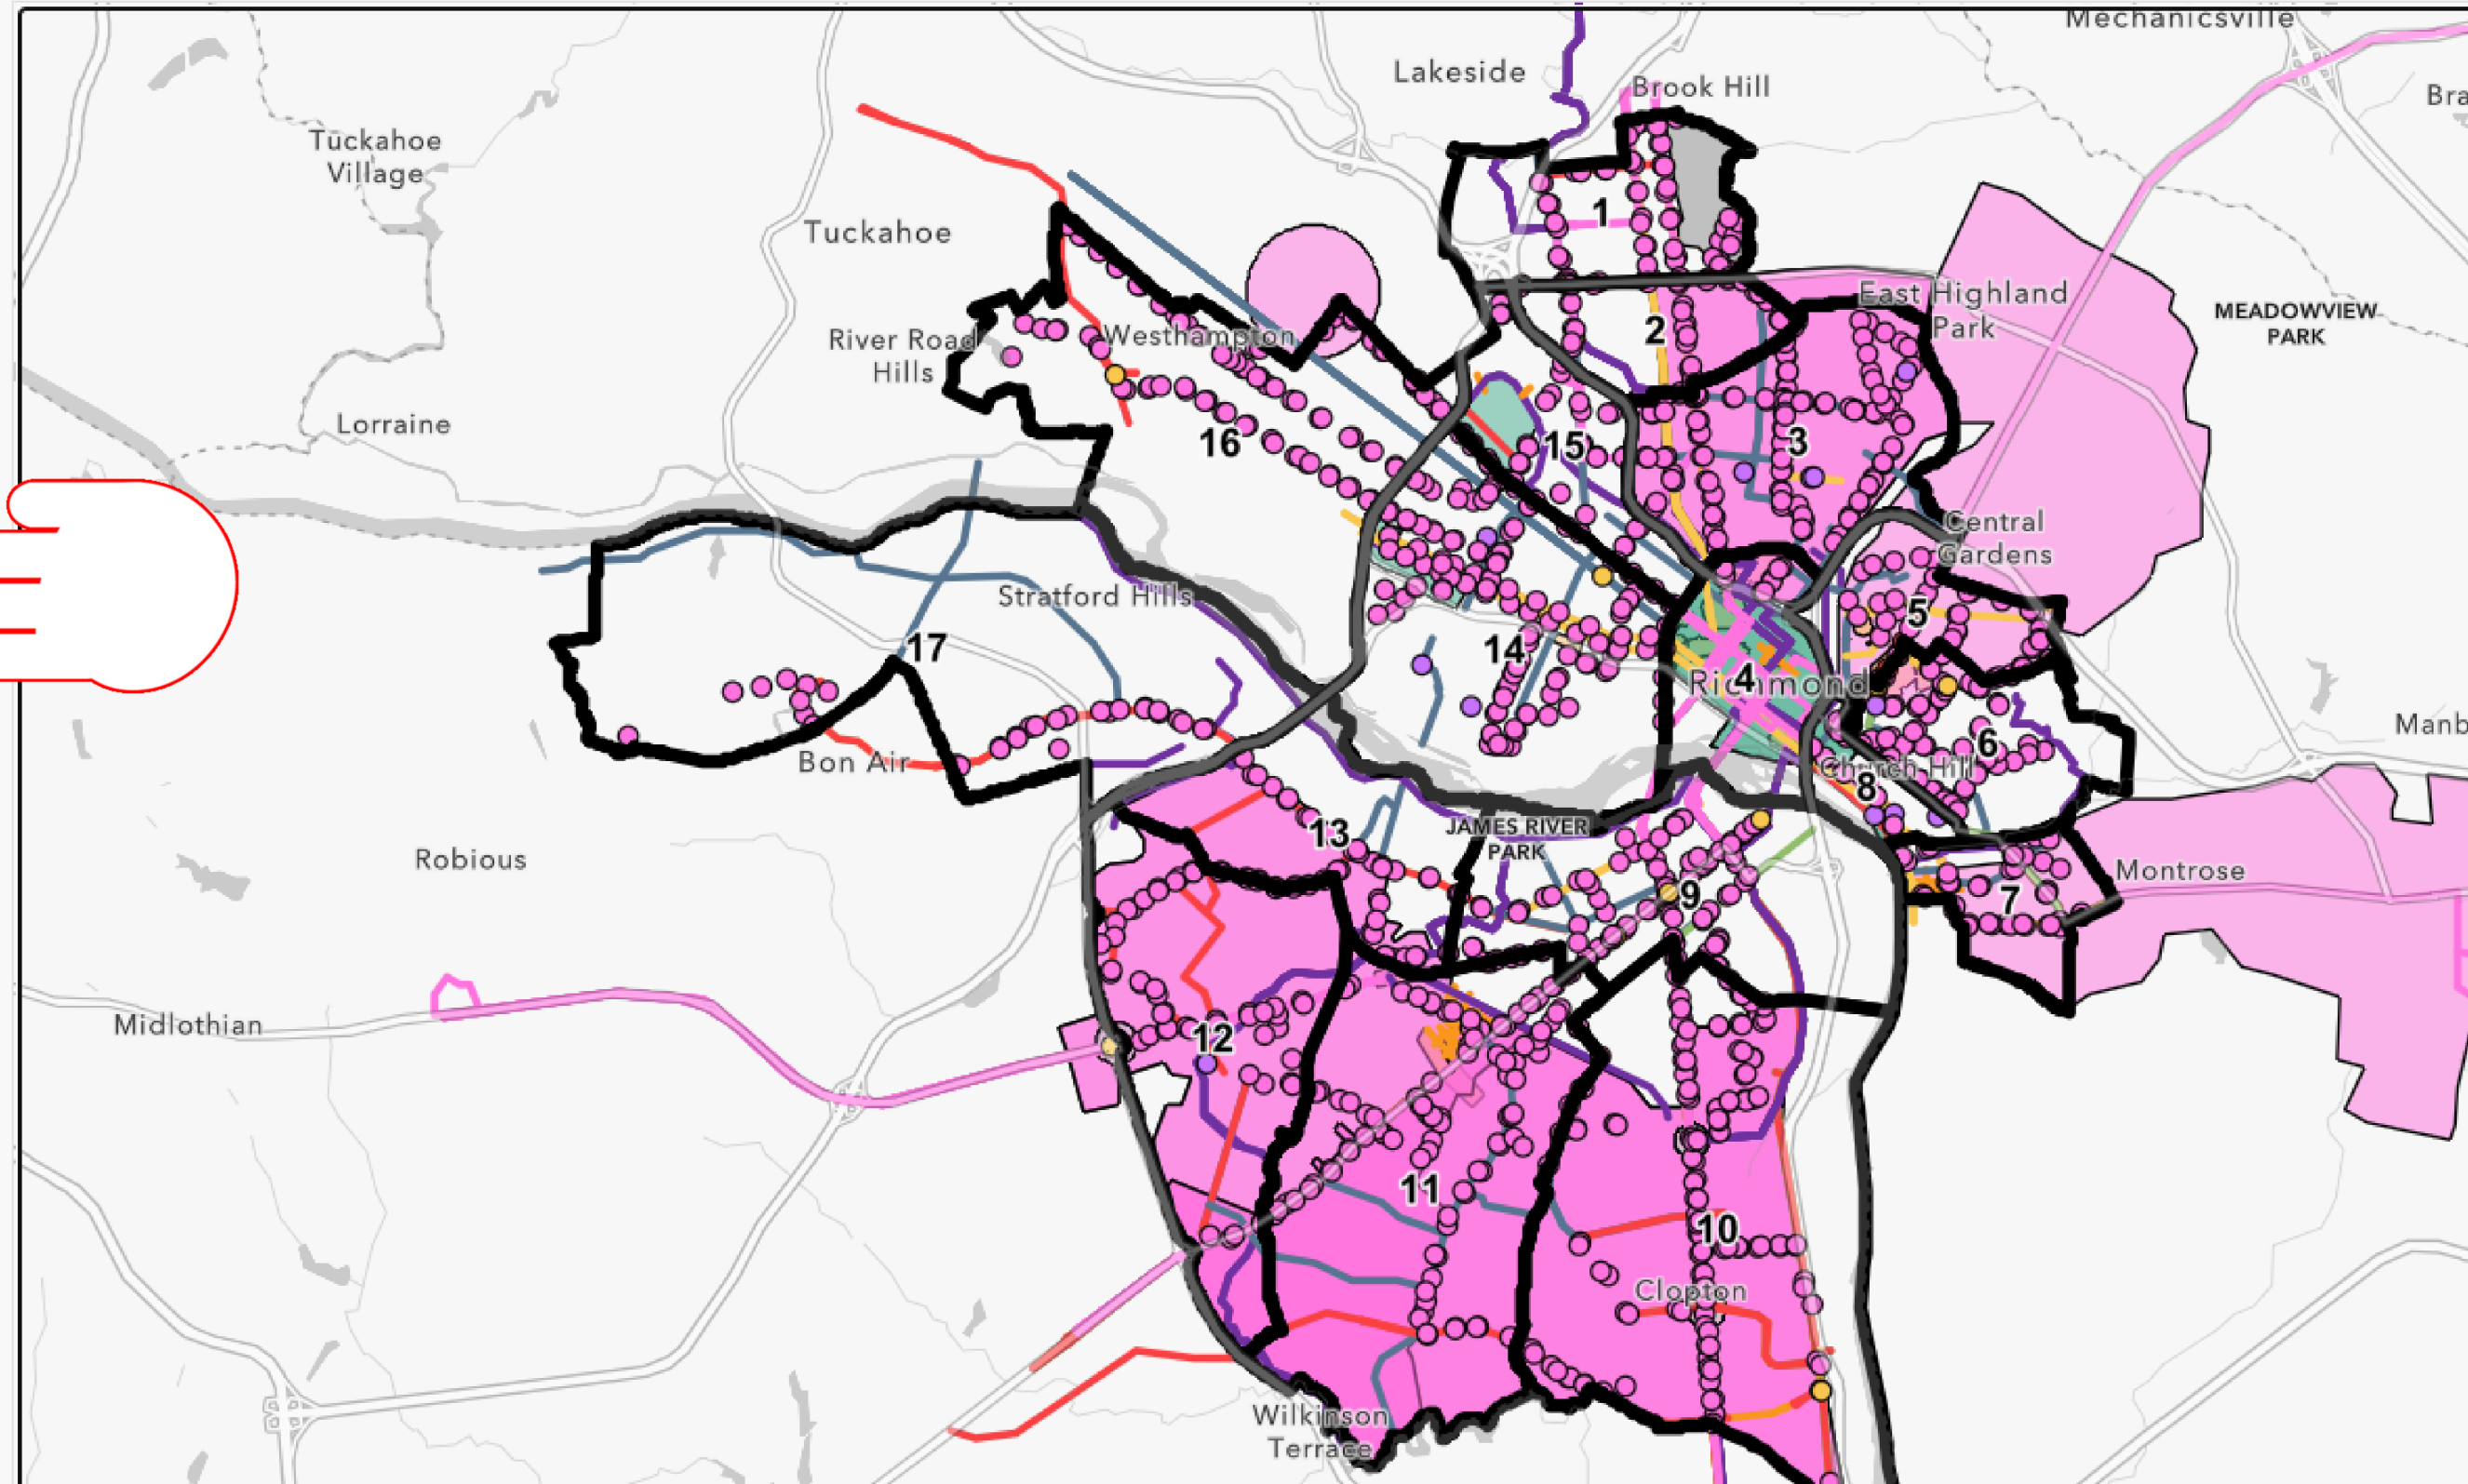 Mechanicsville
Lakeside
Brook Hill
Bra
Tuckahoe
Village
1
Tuckahoe
East Highland
Park
MEADOWVIEW
PARK
2
River Road
Hills
Westhampton
Lorraine
16
15
3
Central
Gardens
Stratford Hills
5
17
14
4
Richmond
Manb
6
Bon Air
Church Hill
8
JAMES RIVER
PARK
13
Robious
9
Montrose
7
Midlothian
12
11
10
Clopton
Wilkinson
Terrace